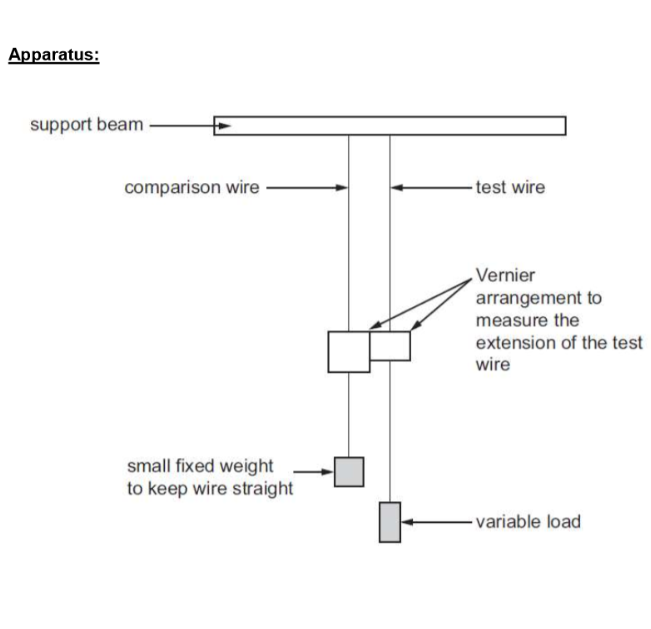 Apparatus:
support beam
comparison wire
test wire
Vernier
arrangement to
measure the
extension of the test
wire
small fixed weight
to keep wire straight
variable load